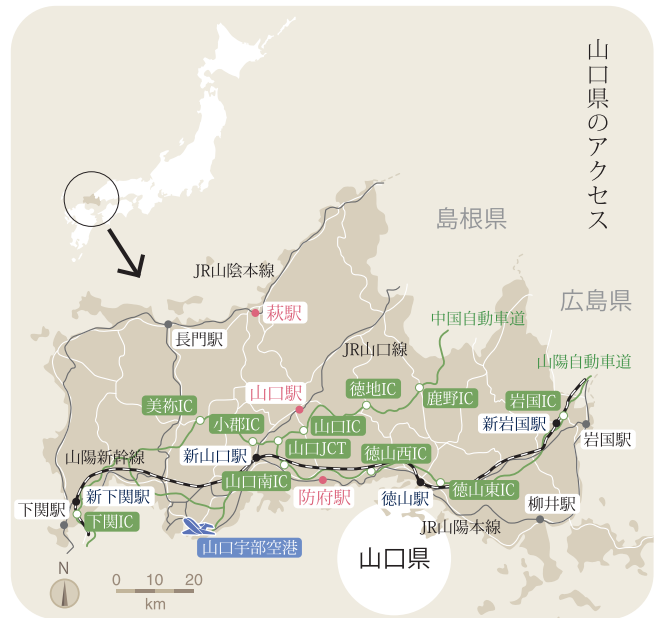 山口県のアクセス
島根県
広島県
JR山陰本線
萩駅
長門駅
中国自動車道
JR山口線
山陽自動車道
山口駅
徳地IC
鹿野IC
岩国IC
美祢IC
小郡IC
山口IC
新岩国駅
岩国駅
山口JCT
新山口駅
徳山西IC
山陽新幹線
山口南IC
防府駅
徳山駅
徳山東IC
新下関駅
下関駅
下関IC
柳井駅
JR山陽本線
山口宇部空港
山口県
N
0 10 20
km